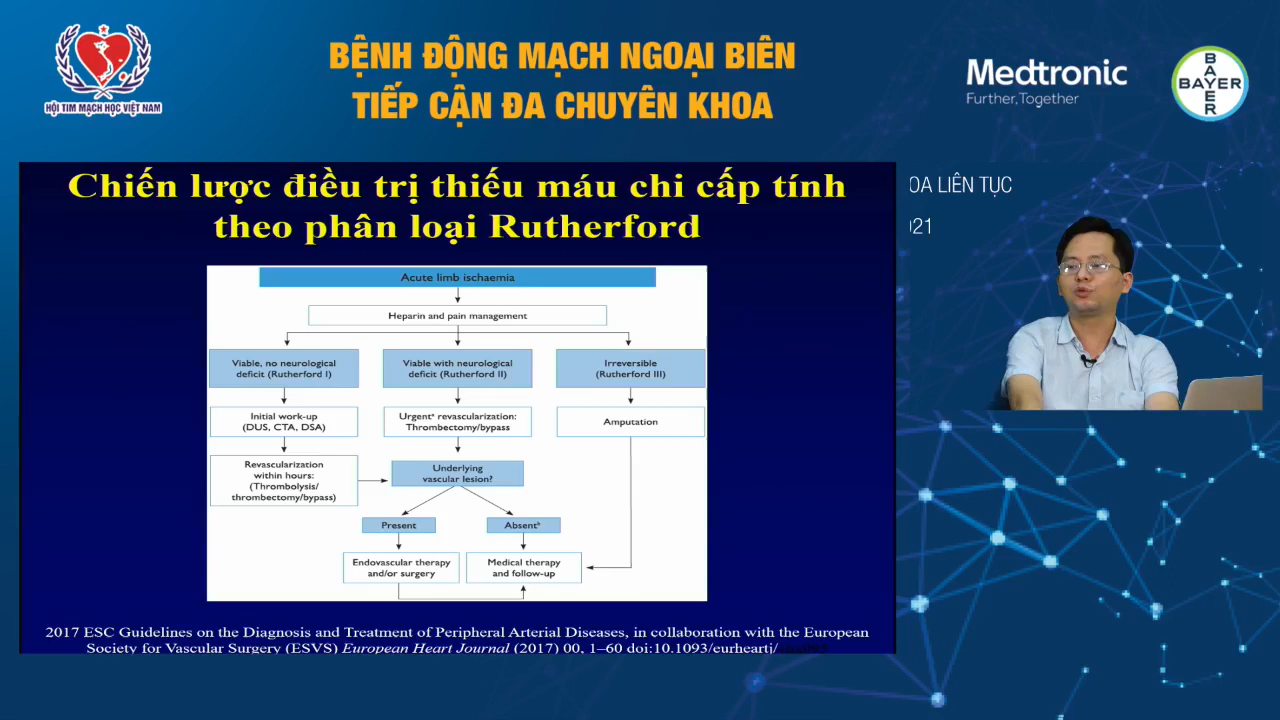 BỆNH ĐỘNG MẠCH NGOẠI BIÊN
TIẾP CẬN ĐA CHUYÊN KHOA
HỘI TIM MẠCH HỌC VIỆT NAM
Medtronic
Further, Together
BAYER
BAYER
OA LIÊN TỤC
021
Chiến lược điều trị thiếu máu chi cấp tính
theo phân loại Rutherford
Acute limb ischaemia
Heparin and pain management
Viable, no neurological
deficit (Rutherford I)
Viable with neurological
deficit (Rutherford II)
Irreversible
(Rutherford III)
Initial work-up
(DUS, CTA, DSA)
Urgentᵃ revascularization:
Thrombectomy/bypass
Amputation
Revascularization
within hours:
(Thrombolysis/
thrombectomy/bypass)
Underlying
vascular lesion?
Present
Absentᵇ
Endovascular therapy
and/or surgery
Medical therapy
and follow-up
2017 ESC Guidelines on the Diagnosis and Treatment of Peripheral Arterial Diseases, in collaboration with the European
Society for Vascular Surgery (ESVS) European Heart Journal (2017) 00, 1–60 doi:10.1093/eurheartj/